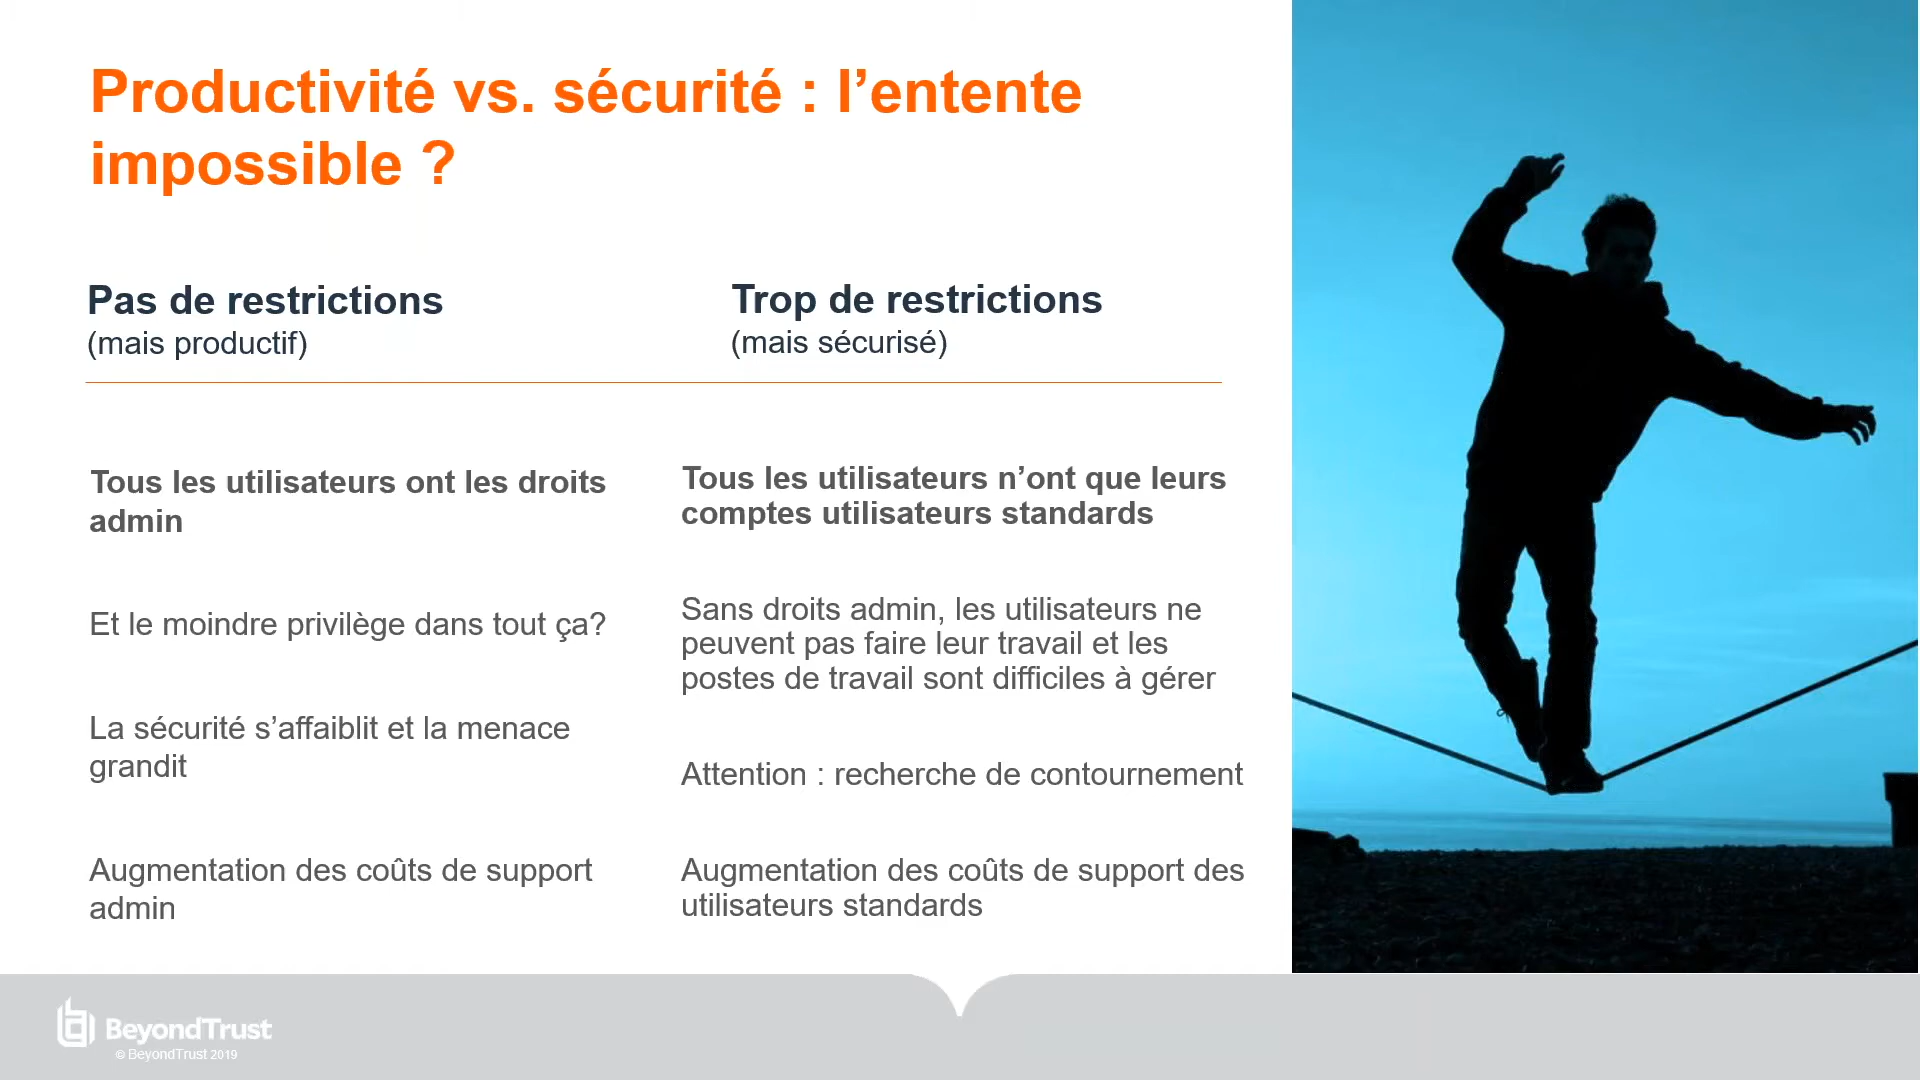 Productivité vs. sécurité : l’entente
impossible ?
Pas de restrictions
(mais productif)
Trop de restrictions
(mais sécurisé)
Tous les utilisateurs ont les droits
admin
Et le moindre privilège dans tout ça?
La sécurité s’affaiblit et la menace
grandit
Augmentation des coûts de support
admin
Tous les utilisateurs n’ont que leurs
comptes utilisateurs standards
Sans droits admin, les utilisateurs ne
peuvent pas faire leur travail et les
postes de travail sont difficiles à gérer
Attention : recherche de contournement
Augmentation des coûts de support des
utilisateurs standards
BeyondTrust
© BeyondTrust 2019